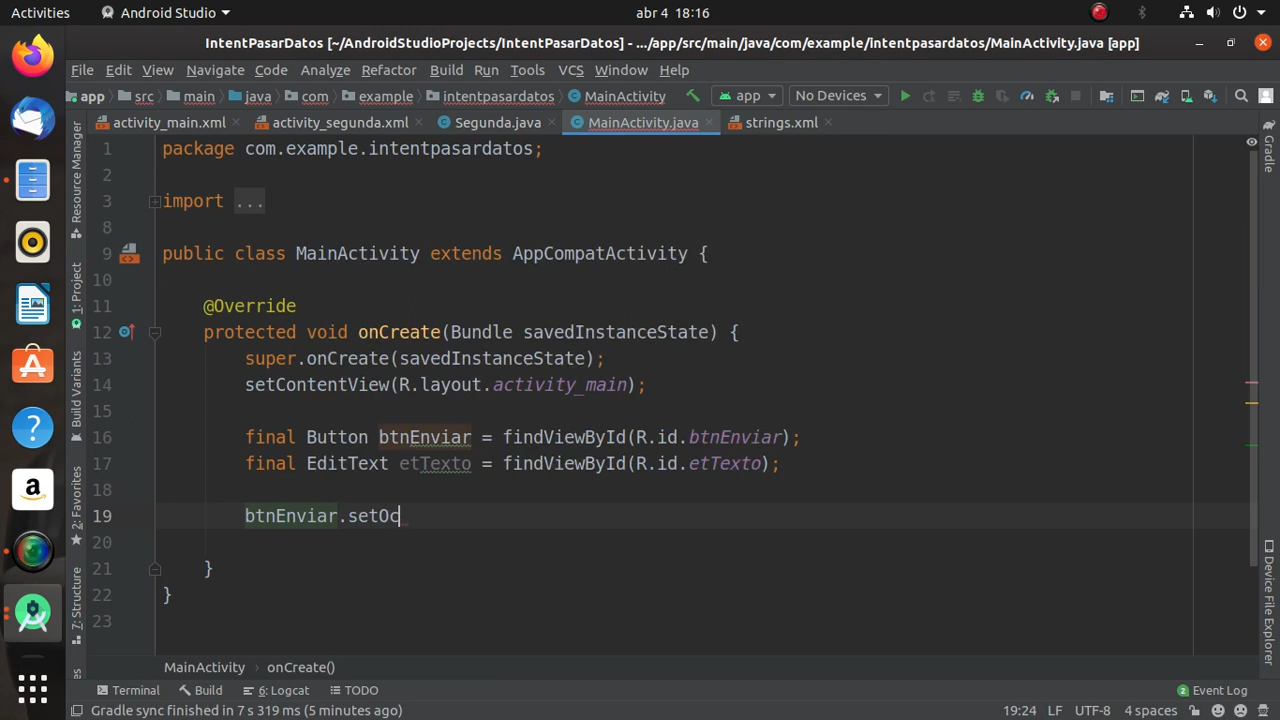 Activities Android Studio abr 4 18:16
IntentPasarDatos [~/AndroidStudioProjects/IntentPasarDatos] - .../app/src/main/java/com/example/intentpasardatos/MainActivity.java [app]
File Edit View Navigate Code Analyze Refactor Build Run Tools VCS Window Help
app src main java com example intentpasardatos MainActivity app No Devices
activity_main.xml activity_segunda.xml Segunda.java MainActivity.java strings.xml
1 package com.example.intentpasardatos;
2
3 import ...
8
9 public class MainActivity extends AppCompatActivity {
10
11 @Override
12 protected void onCreate(Bundle savedInstanceState) {
13 super.onCreate(savedInstanceState);
14 setContentView(R.layout.activity_main);
15
16 final Button btnEnviar = findViewById(R.id.btnEnviar);
17 final EditText etTexto = findViewById(R.id.etTexto);
18
19 btnEnviar.setOc
20
21 }
22 }
23
Resource Manager
1: Project
Build Variants
2: Favorites
7: Structure
Gradle
Device File Explorer
MainActivity onCreate()
Terminal Build 6: Logcat TODO 2 Event Log
Gradle sync finished in 7 s 319 ms (5 minutes ago) 19:24 LF UTF-8 4 spaces